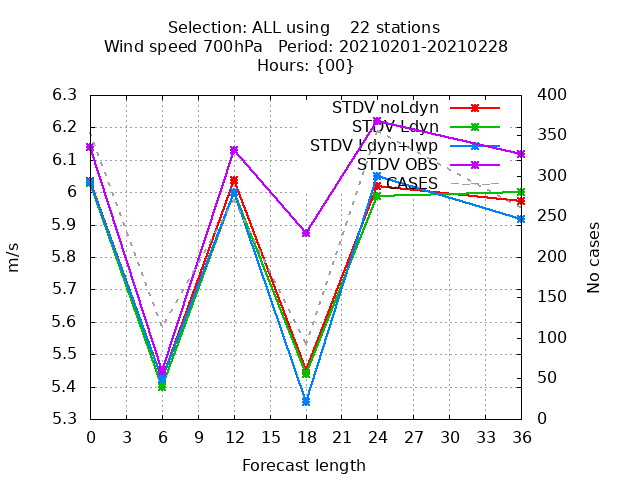 Selection: ALL using    22 stations
Wind speed 700hPa   Period: 20210201-20210228
Hours: {00}
STDV noLdyn
STDV Ldyn
STDV Ldyn+lwp
STDV OBS
CASES
6.3
6.2
6.1
6
5.9
5.8
5.7
5.6
5.5
5.4
5.3
m/s
400
350
300
250
200
150
100
50
0
No cases
0 3 6 9 12 15 18 21 24 27 30 33 36
Forecast length